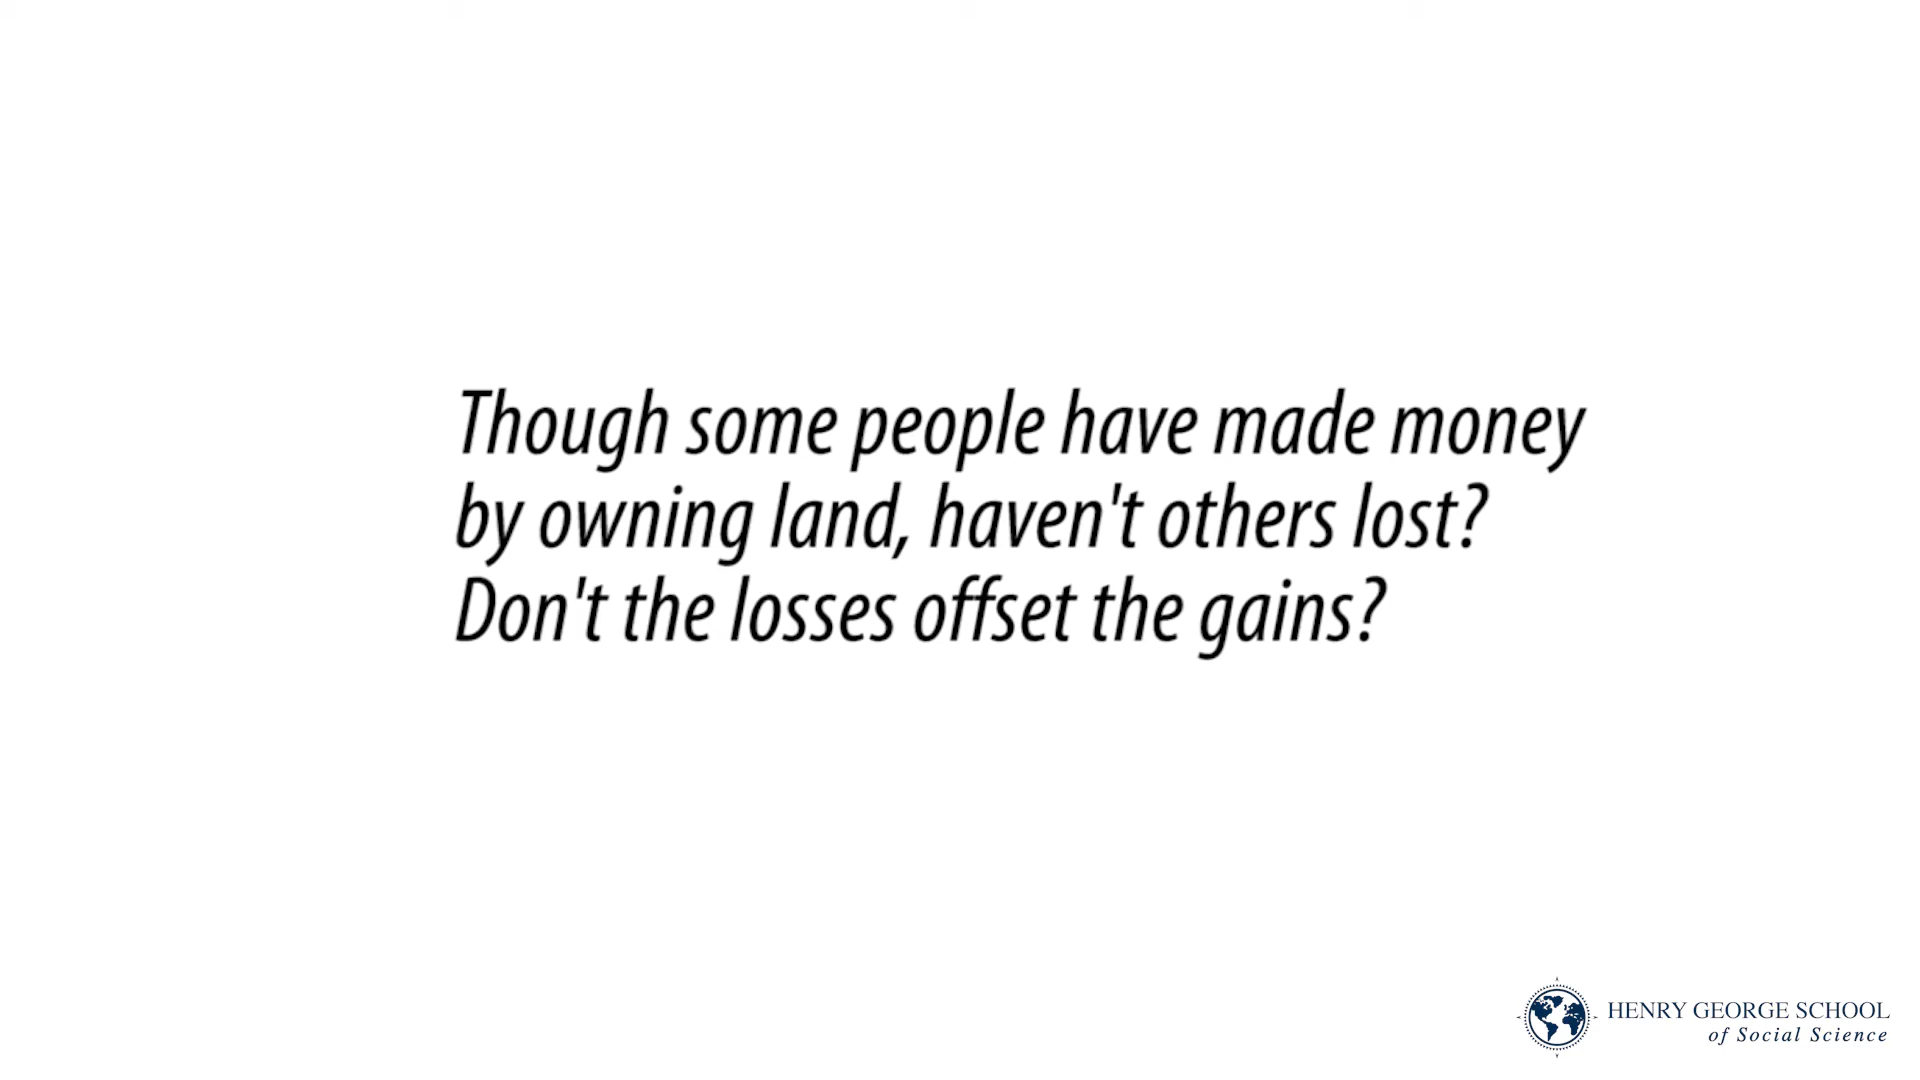 Though some people have made money
by owning land, haven't others lost?
Don't the losses offset the gains?
HENRY GEORGE SCHOOL
of Social Science